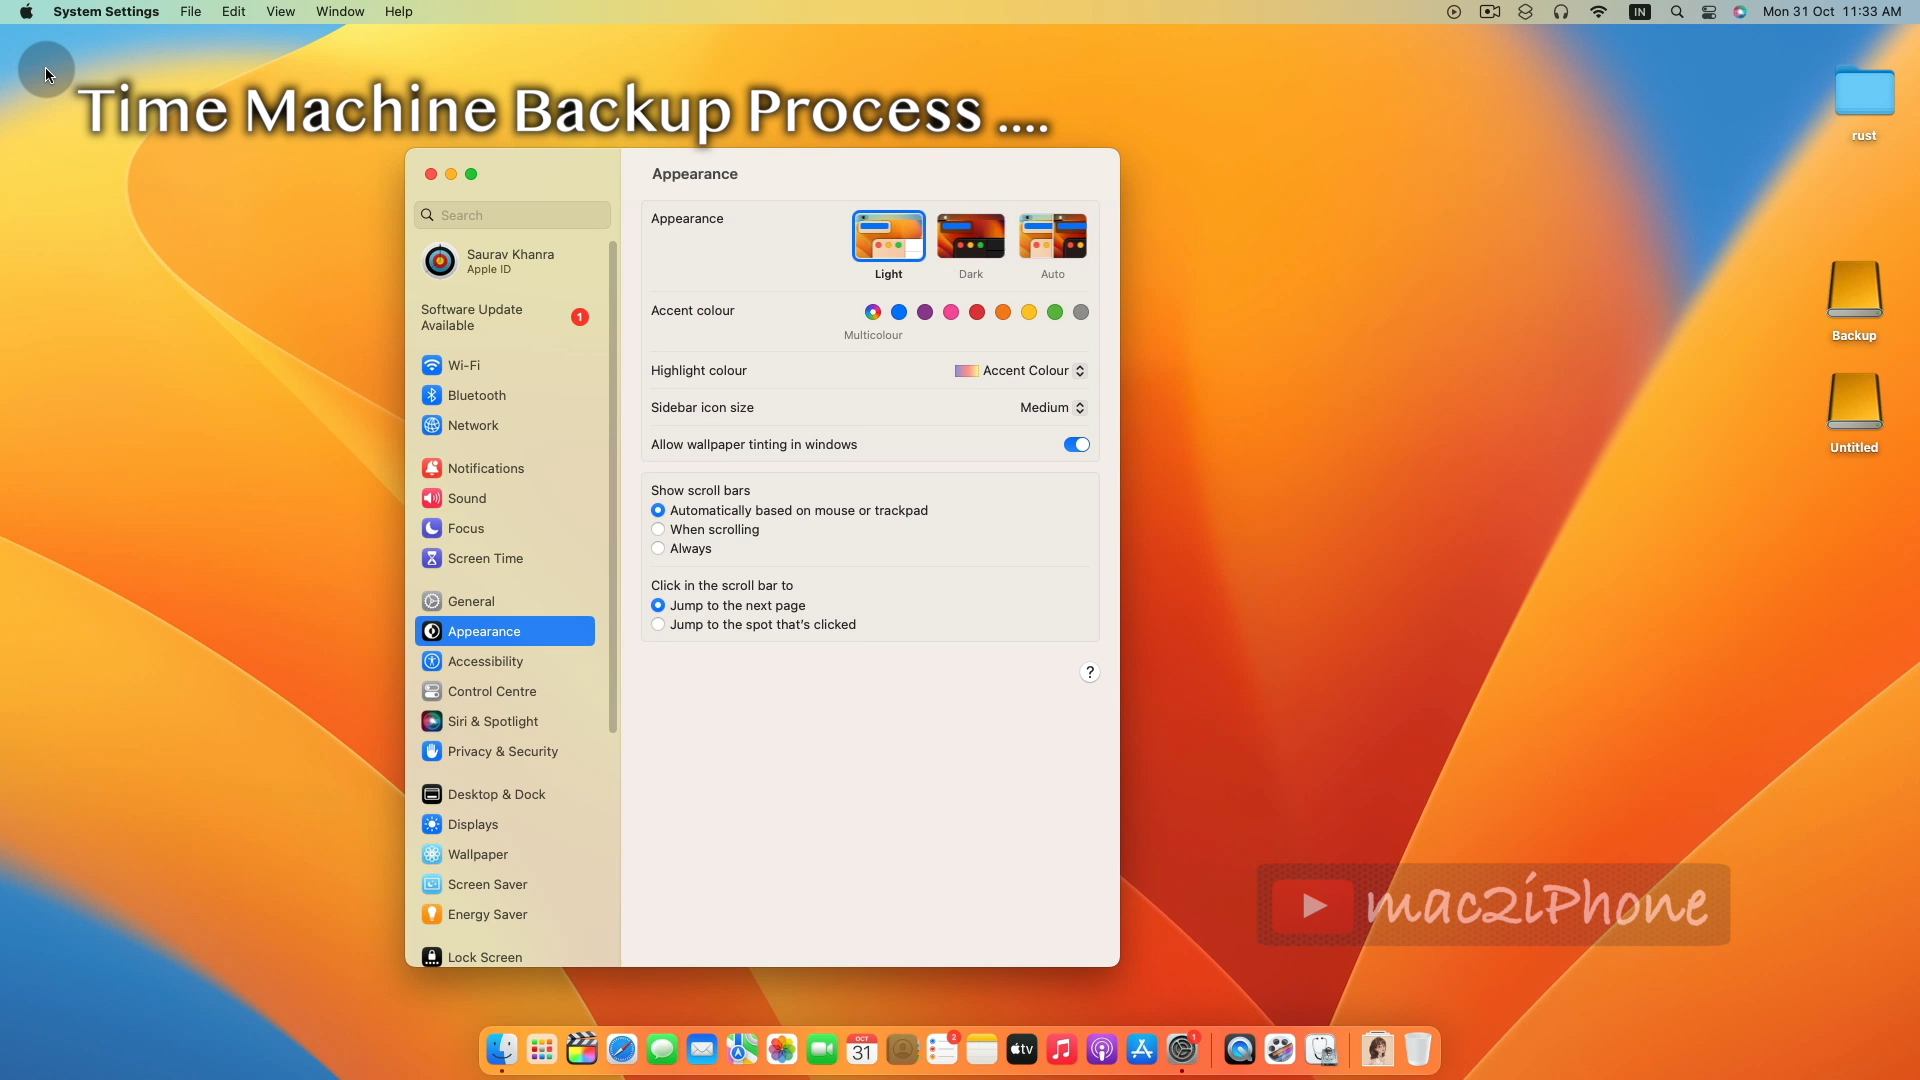 System Settings File Edit View Window Help IN Mon 31 Oct 11:33 AM
Time Machine Backup Process ....
Appearance
Search
Saurav Khanra
Apple ID
Software Update
Available
1
Wi-Fi
Bluetooth
Network
Notifications
Sound
Focus
Screen Time
General
Appearance
Accessibility
Control Centre
Siri & Spotlight
Privacy & Security
Desktop & Dock
Displays
Wallpaper
Screen Saver
Energy Saver
Lock Screen
Appearance
Light Dark Auto
Accent colour
Multicolour
Highlight colour Accent Colour
Sidebar icon size Medium
Allow wallpaper tinting in windows
Show scroll bars
Automatically based on mouse or trackpad
When scrolling
Always
Click in the scroll bar to
Jump to the next page
Jump to the spot that's clicked
?
rust
Backup
Untitled
mac2iPhone
OCT
31
2
tv
1